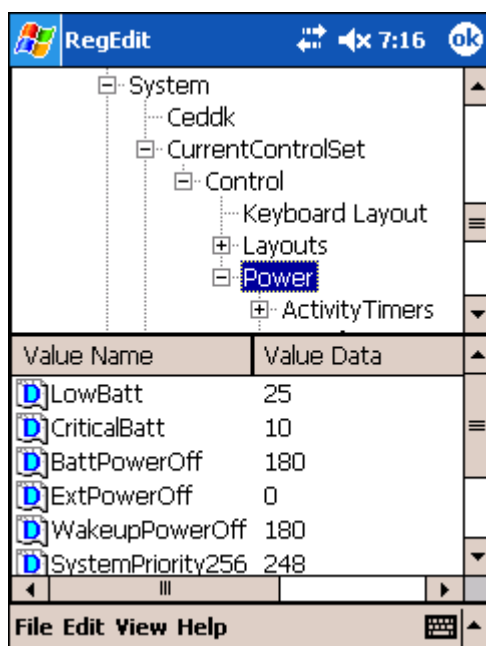 RegEdit 7:16 ok
System
Ceddk
CurrentControlSet
Control
Keyboard Layout
Layouts
Power
ActivityTimers
Value Name Value Data
LowBatt 25
CriticalBatt 10
BattPowerOff 180
ExtPowerOff 0
WakeupPowerOff 180
SystemPriority256 248
File Edit View Help